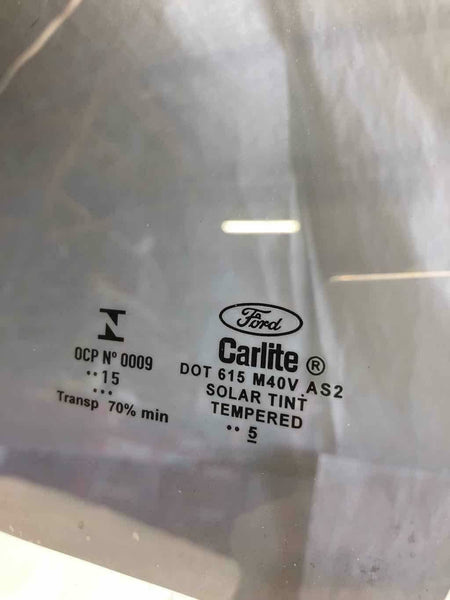 OCP Nº 0009
··15
...
Transp 70% min
Ford
Carlite ®
DOT 615 M40V AS2
SOLAR TINT
TEMPERED
·· 5